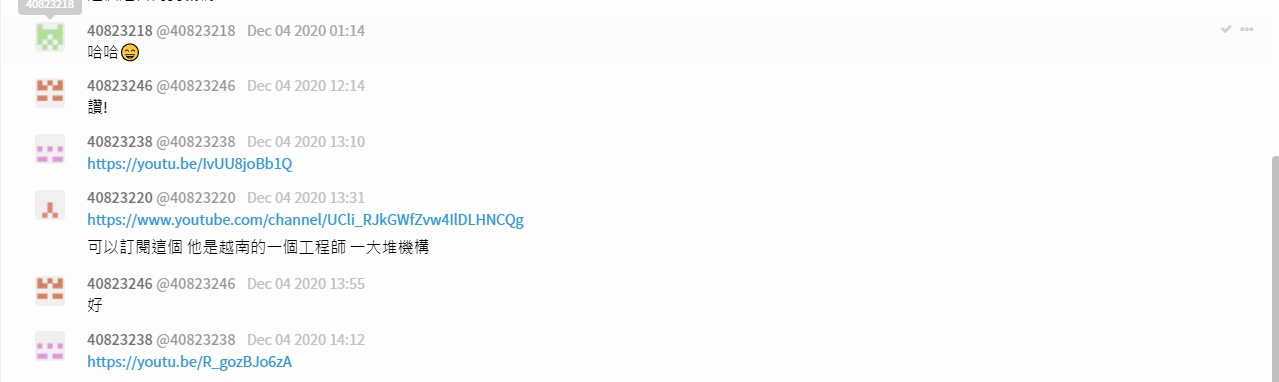 40823218
40823218 @40823218 Dec 04 2020 01:14
哈哈😄
40823246 @40823246 Dec 04 2020 12:14
讚!
40823238 @40823238 Dec 04 2020 13:10
https://youtu.be/IvUU8joBb1Q
40823220 @40823220 Dec 04 2020 13:31
https://www.youtube.com/channel/UCli_RJkGWfZvw4IlDLHNCQg
可以訂閱這個 他是越南的一個工程師 一大堆機構
40823246 @40823246 Dec 04 2020 13:55
好
40823238 @40823238 Dec 04 2020 14:12
https://youtu.be/R_gozBJo6zA